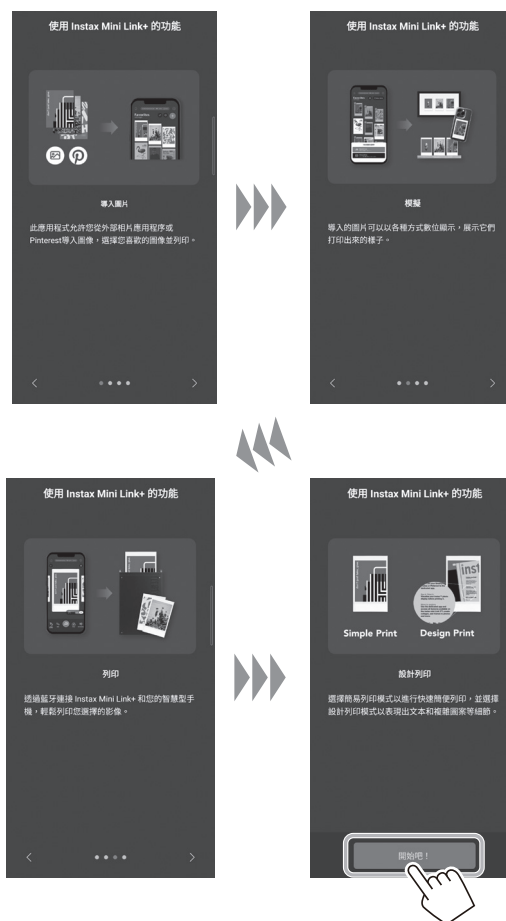 使用 Instax Mini Link+ 的功能
導入圖片
此應用程式允許您從外部相片應用程序或
Pinterest導入圖像，選擇您喜歡的圖像並列印。
使用 Instax Mini Link+ 的功能
模擬
導入的圖片可以以各種方式數位顯示，展示它們
打印出來的樣子。
使用 Instax Mini Link+ 的功能
列印
透過藍牙連接 Instax Mini Link+ 和您的智慧型手
機，輕鬆列印您選擇的影像。
使用 Instax Mini Link+ 的功能
Simple Print
Design Print
設計列印
選擇簡易列印模式以進行快速簡便列印，並選擇
設計列印模式以表現出文本和複雜圖案等細節。
開始吧！